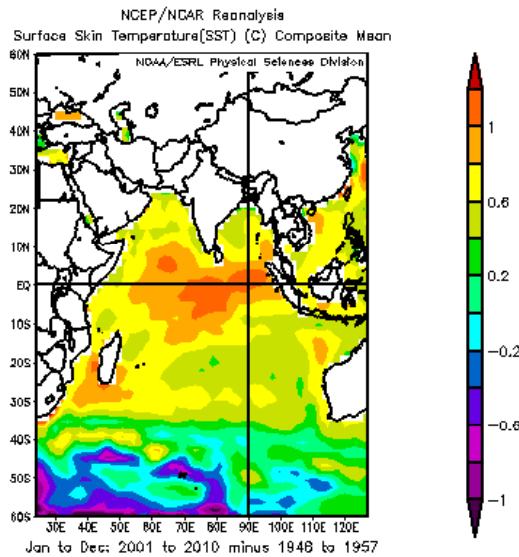 NCEP/NCAR Reanalysis
Surface Skin Temperature(SST) (C) Composite Mean
NOAA/ESRL Physical Sciences Division
60N
50N
40N
30N
20N
10N
EQ
10S
20S
30S
40S
50S
60S
30E 40E 50E 60E 70E 80E 90E 100E 110E 120E
Jan to Dec: 2001 to 2010 minus 1948 to 1957
1
0.6
0.2
−0.2
−0.6
−1